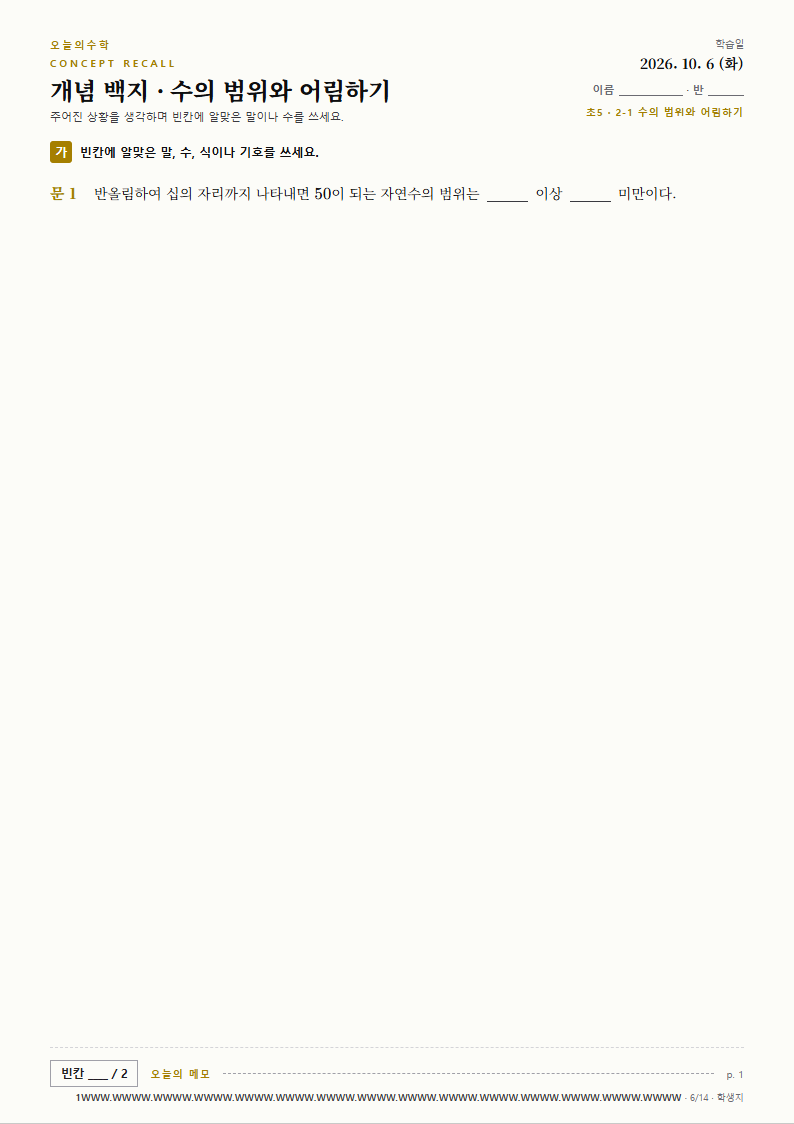 오늘의수학
CONCEPT RECALL
개념 백지 · 수의 범위와 어림하기
주어진 상황을 생각하며 빈칸에 알맞은 말이나 수를 쓰세요.
학습일
2026. 10. 6 (화)
이름 ________ · 반 ____
초5 · 2-1 수의 범위와 어림하기
가 빈칸에 알맞은 말, 수, 식이나 기호를 쓰세요.
문 1 반올림하여 십의 자리까지 나타내면 50이 되는 자연수의 범위는 _____ 이상 _____ 미만이다.
빈칸 ___ / 2 오늘의 메모 p. 1
1WWW.WWWW.WWWW.WWWW.WWWW.WWWW.WWWW.WWWW.WWWW.WWWW.WWWW.WWWW.WWWW.WWWW.WWWW · 6/14 · 학생지